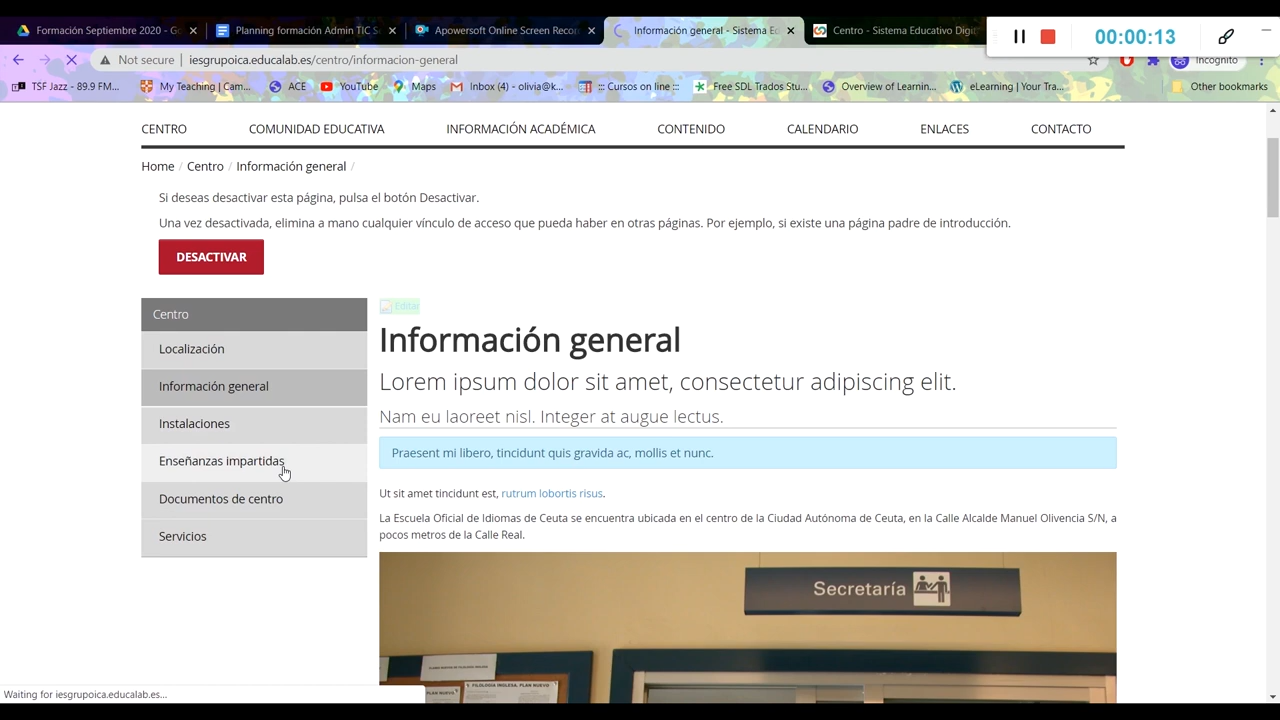 Formación Septiembre 2020 - Go
Planning formación Admin TIC S
Apowersoft Online Screen Recor
Información general - Sistema Ed
Centro - Sistema Educativo Digit
00:00:13
Not secure
iesgrupoica.educalab.es/centro/informacion-general
Incognito
TSF Jazz - 89.9 FM...
My Teaching | Cam...
ACE
YouTube
Maps
Inbox (4) - olivia@k...
::: Cursos on line :::
Free SDL Trados Stu...
Overview of Learnin...
eLearning | Your Tra...
Other bookmarks
CENTRO
COMUNIDAD EDUCATIVA
INFORMACIÓN ACADÉMICA
CONTENIDO
CALENDARIO
ENLACES
CONTACTO
Home / Centro / Información general /
Si deseas desactivar esta página, pulsa el botón Desactivar.
Una vez desactivada, elimina a mano cualquier vínculo de acceso que pueda haber en otras páginas. Por ejemplo, si existe una página padre de introducción.
DESACTIVAR
Centro
Localización
Información general
Instalaciones
Enseñanzas impartidas
Documentos de centro
Servicios
Editar
Información general
Lorem ipsum dolor sit amet, consectetur adipiscing elit.
Nam eu laoreet nisl. Integer at augue lectus.
Praesent mi libero, tincidunt quis gravida ac, mollis et nunc.
Ut sit amet tincidunt est, rutrum lobortis risus.
La Escuela Oficial de Idiomas de Ceuta se encuentra ubicada en el centro de la Ciudad Autónoma de Ceuta, en la Calle Alcalde Manuel Olivencia S/N, a
pocos metros de la Calle Real.
Secretaría
FILOLOGÍA INGLESA, PLAN NUEVO
Waiting for iesgrupoica.educalab.es...